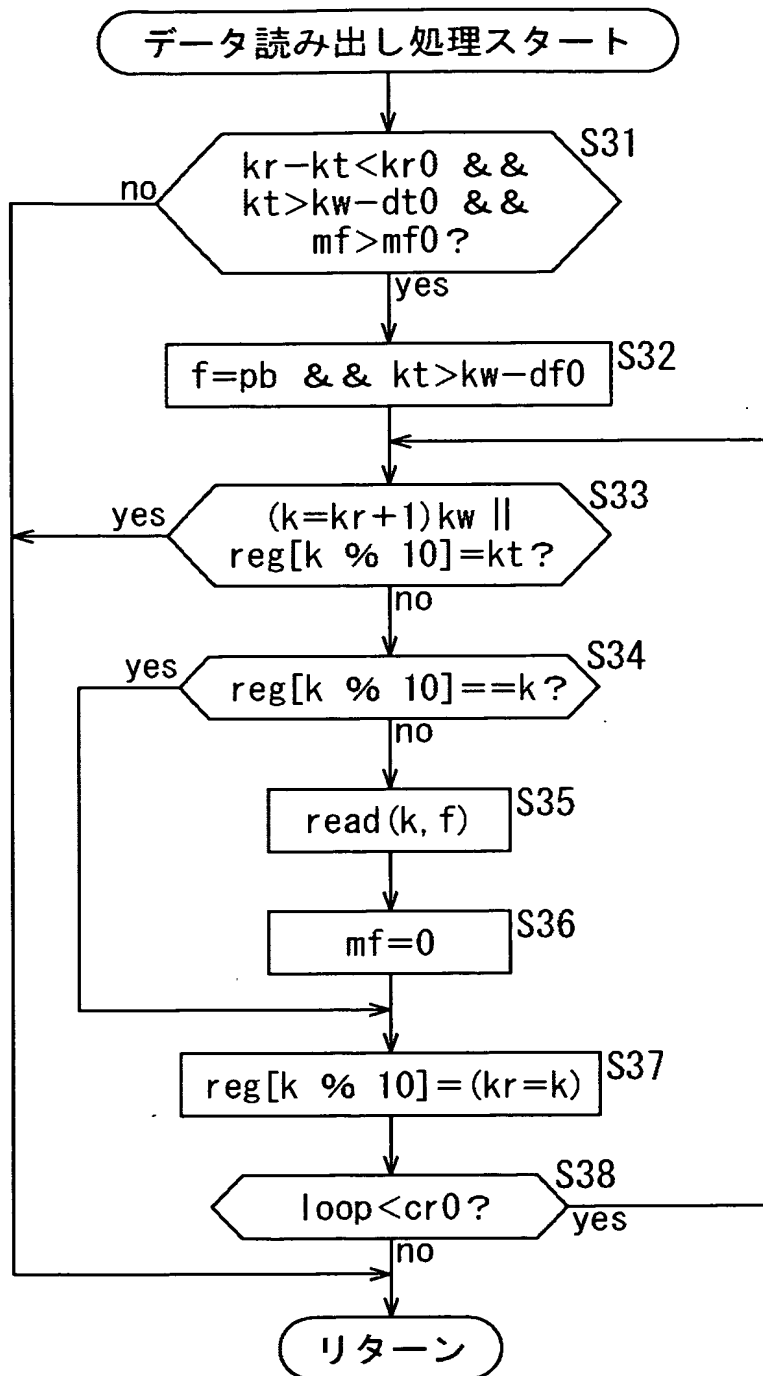 データ読み出し処理スタート
S31
kr-kt<kr0 &&
no
kt>kw-dt0 &&
mf>mf0?
yes
S32
f=pb && kt>kw-df0
S33
yes
(k=kr+1)kw ||
reg[k % 10]=kt?
no
S34
yes
reg[k % 10]==k?
no
S35
read(k, f)
S36
mf=0
S37
reg[k % 10]=(kr=k)
S38
loop<cr0?
yes
no
リターン